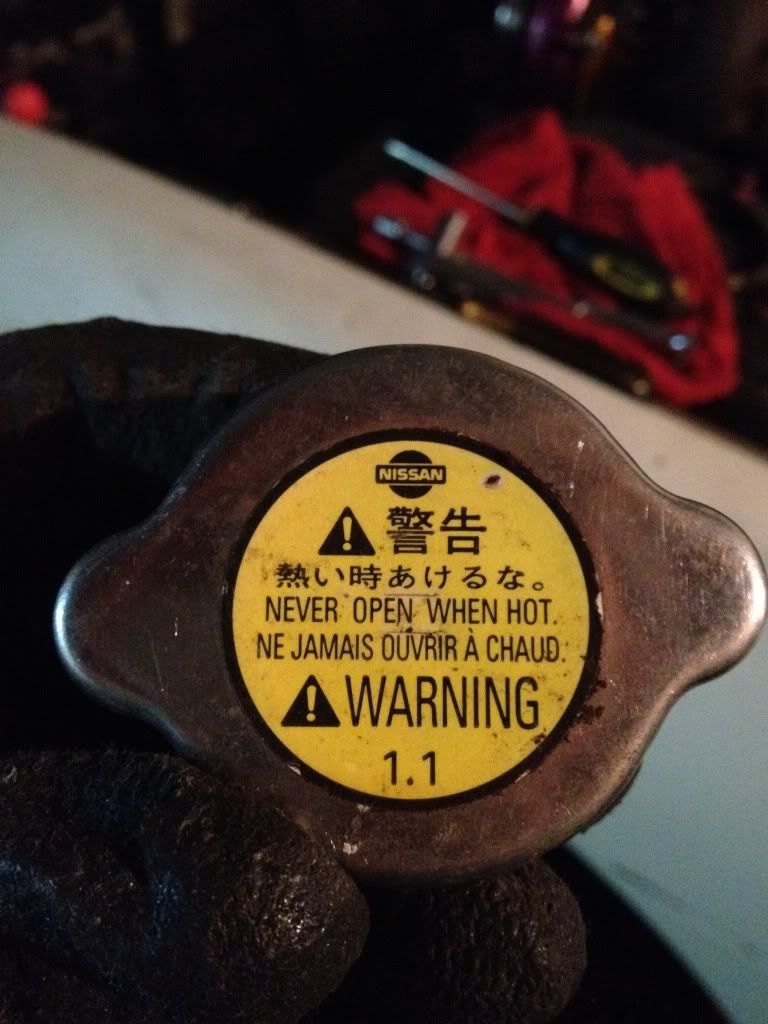 NISSAN
警告
熱い時あけるな。
NEVER OPEN WHEN HOT.
NE JAMAIS OUVRIR À CHAUD.
WARNING
1.1